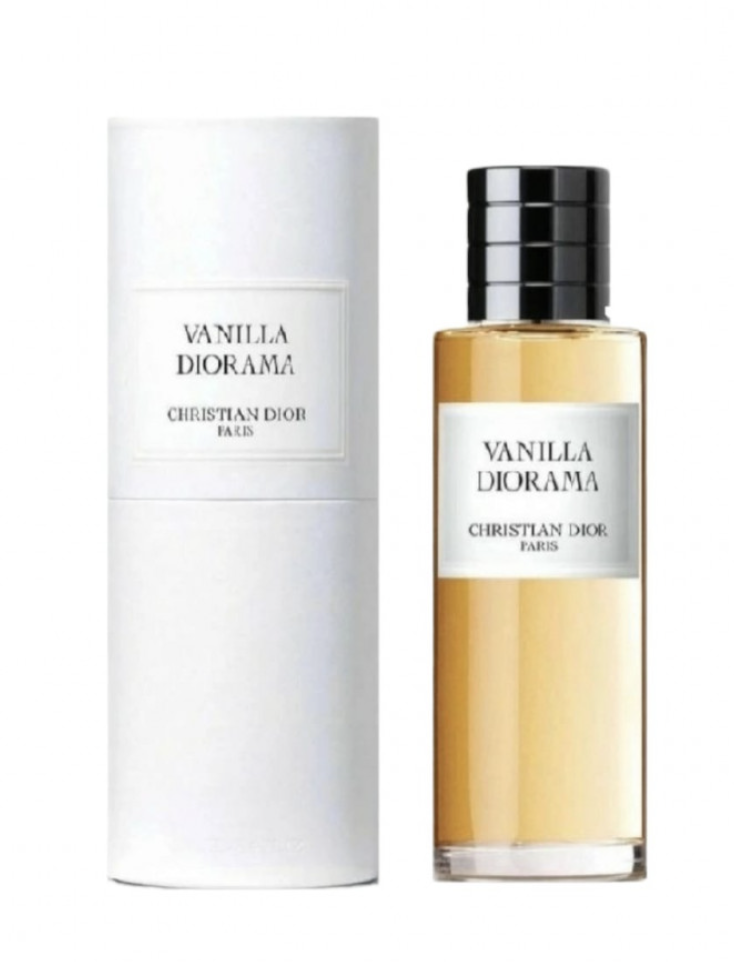 VANILLA
DIORAMA
CHRISTIAN DIOR
PARIS
VANILLA
DIORAMA
CHRISTIAN DIOR
PARIS